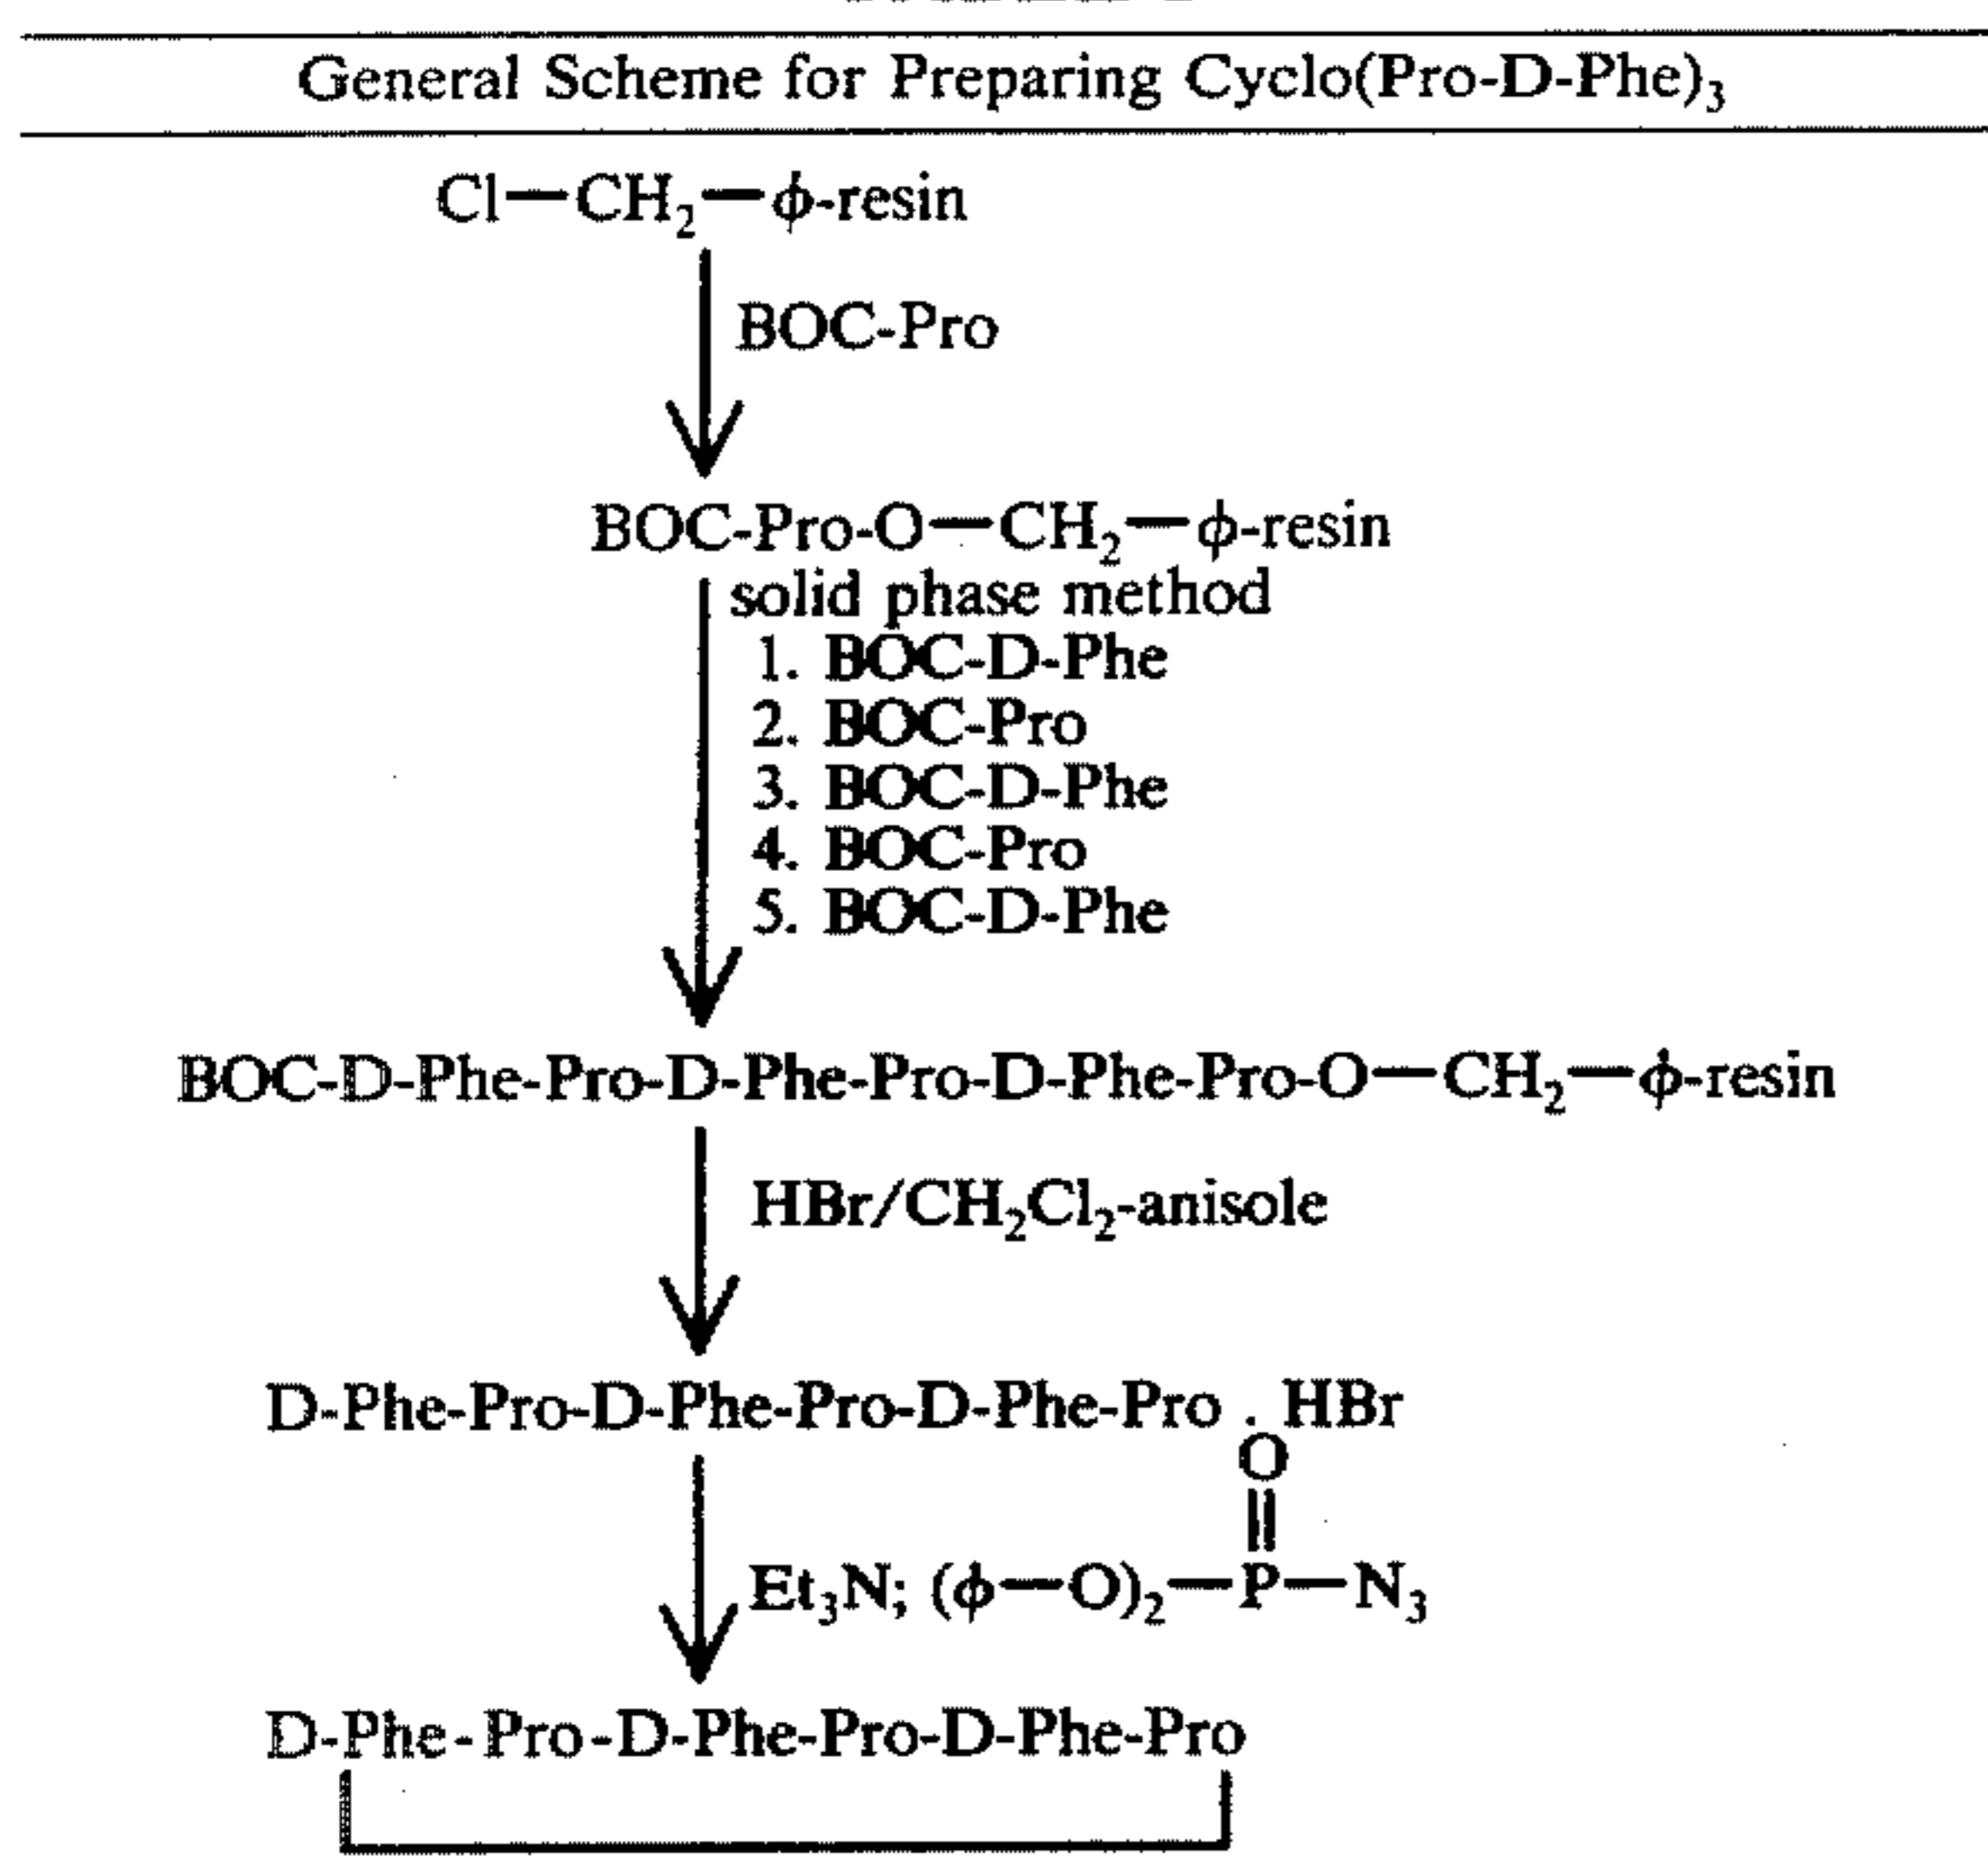 General Scheme for Preparing Cyclo(Pro-D-Phe)₃
Cl—CH₂—ϕ-resin
BOC-Pro
BOC-Pro-O—CH₂—ϕ-resin
solid phase method
1. BOC-D-Phe
2. BOC-Pro
3. BOC-D-Phe
4. BOC-Pro
5. BOC-D-Phe
BOC-D-Phe-Pro-D-Phe-Pro-D-Phe-Pro-O—CH₂—ϕ-resin
HBr/CH₂Cl₂-anisole
D-Phe-Pro-D-Phe-Pro-D-Phe-Pro . HBr
O
Et₃N; (ϕ—O)₂—P—N₃
D-Phe-Pro-D-Phe-Pro-D-Phe-Pro